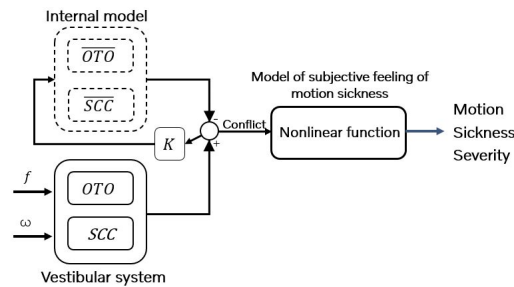 Internal model
OTO
SCC
Model of subjective feeling of
motion sickness
-
+
Conflict
Nonlinear function
Motion
Sickness
Severity
K
f
ω
OTO
SCC
Vestibular system